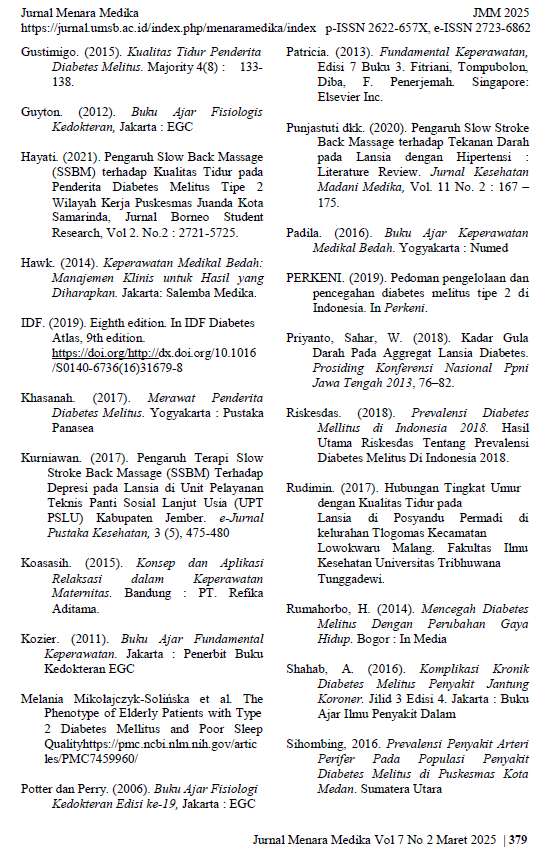 Jurnal Menara Medika JMM 2025
https://jurnal.umsb.ac.id/index.php/menaramedika/index p-ISSN 2622-657X, e-ISSN 2723-6862
Gustimigo. (2015). Kualitas Tidur Penderita
Diabetes Melitus. Majority 4(8) : 133-
138.
Guyton. (2012). Buku Ajar Fisiologis
Kedokteran, Jakarta : EGC
Hayati. (2021). Pengaruh Slow Back Massage
(SSBM) terhadap Kualitas Tidur pada
Penderita Diabetes Melitus Tipe 2
Wilayah Kerja Puskesmas Juanda Kota
Samarinda, Jurnal Borneo Student
Research, Vol 2. No.2 : 2721-5725.
Hawk. (2014). Keperawatan Medikal Bedah:
Manajemen Klinis untuk Hasil yang
Diharapkan. Jakarta: Salemba Medika.
IDF. (2019). Eighth edition. In IDF Diabetes
Atlas, 9th edition.
https://doi.org/http://dx.doi.org/10.1016
/S0140-6736(16)31679-8
Khasanah. (2017). Merawat Penderita
Diabetes Melitus. Yogyakarta : Pustaka
Panasea
Kurniawan. (2017). Pengaruh Terapi Slow
Stroke Back Massage (SSBM) Terhadap
Depresi pada Lansia di Unit Pelayanan
Teknis Panti Sosial Lanjut Usia (UPT
PSLU) Kabupaten Jember. e-Jurnal
Pustaka Kesehatan, 3 (5), 475-480
Koasasih. (2015). Konsep dan Aplikasi
Relaksasi dalam Keperawatan
Maternitas. Bandung : PT. Refika
Aditama.
Kozier. (2011). Buku Ajar Fundamental
Keperawatan. Jakarta : Penerbit Buku
Kedokteran EGC
Melania Mikołajczyk-Solińska et al. The
Phenotype of Elderly Patients with Type
2 Diabetes Mellitus and Poor Sleep
Qualityhttps://pmc.ncbi.nlm.nih.gov/artic
les/PMC7459960/
Potter dan Perry. (2006). Buku Ajar Fisiologi
Kedokteran Edisi ke-19, Jakarta : EGC
Patricia. (2013). Fundamental Keperawatan,
Edisi 7 Buku 3. Fitriani, Tompubolon,
Diba, F. Penerjemah. Singapore:
Elsevier Inc.
Punjastuti dkk. (2020). Pengaruh Slow Stroke
Back Massage terhadap Tekanan Darah
pada Lansia dengan Hipertensi :
Literature Review. Jurnal Kesehatan
Madani Medika, Vol. 11 No. 2 : 167 –
175.
Padila. (2016). Buku Ajar Keperawatan
Medikal Bedah. Yogyakarta : Numed
PERKENI. (2019). Pedoman pengelolaan dan
pencegahan diabetes melitus tipe 2 di
Indonesia. In Perkeni.
Priyanto, Sahar, W. (2018). Kadar Gula
Darah Pada Aggregat Lansia Diabetes.
Prosiding Konferensi Nasional Ppni
Jawa Tengah 2013, 76–82.
Riskesdas. (2018). Prevalensi Diabetes
Mellitus di Indonesia 2018. Hasil
Utama Riskesdas Tentang Prevalensi
Diabetes Melitus Di Indonesia 2018.
Rudimin. (2017). Hubungan Tingkat Umur
dengan Kualitas Tidur pada
Lansia di Posyandu Permadi di
kelurahan Tlogomas Kecamatan
Lowokwaru Malang. Fakultas Ilmu
Kesehatan Universitas Tribhuwana
Tunggadewi.
Rumahorbo, H. (2014). Mencegah Diabetes
Melitus Dengan Perubahan Gaya
Hidup. Bogor : In Media
Shahab, A. (2016). Komplikasi Kronik
Diabetes Melitus Penyakit Jantung
Koroner. Jilid 3 Edisi 4. Jakarta : Buku
Ajar Ilmu Penyakit Dalam
Sihombing, 2016. Prevalensi Penyakit Arteri
Perifer Pada Populasi Penyakit
Diabetes Melitus di Puskesmas Kota
Medan. Sumatera Utara
Jurnal Menara Medika Vol 7 No 2 Maret 2025 | 379